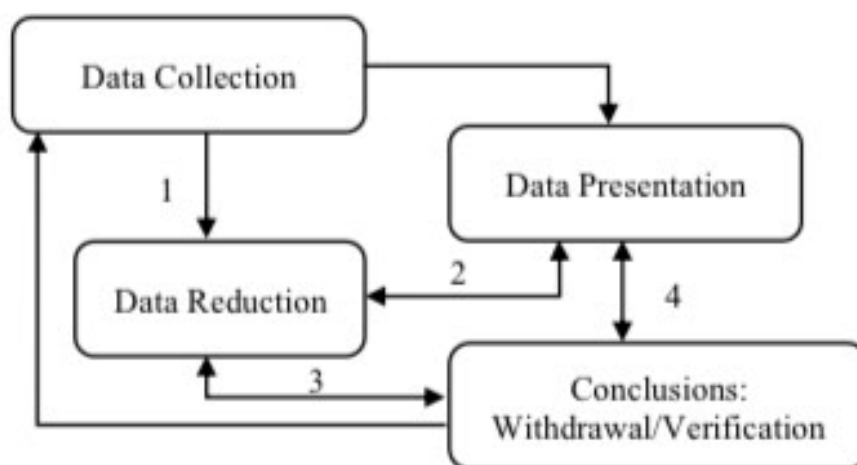 Data Collection
1
Data Presentation
Data Reduction
2
4
3
Conclusions:
Withdrawal/Verification